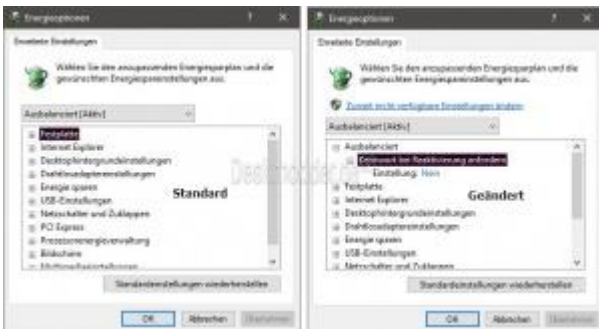 Energieoptionen
Erweiterte Einstellungen
Wählen Sie den anzupassenden Energiesparplan und die
gewünschten Energiespareinstellungen aus.
Ausbalanciert [Aktiv]
Festplatte
Internet Explorer
Desktophintergrundeinstellungen
Drahtlosadaptereinstellungen
Energie sparen
USB-Einstellungen
Netzschalter und Zuklappen
PCI Express
Prozessorenergieverwaltung
Bildschirm
Multimediaeinstellungen
Standard
Standardeinstellungen wiederherstellen
OK
Abbrechen
Übernehmen
Energieoptionen
Erweiterte Einstellungen
Wählen Sie den anzupassenden Energiesparplan und die
gewünschten Energiespareinstellungen aus.
Zurzeit nicht verfügbare Einstellungen ändern
Ausbalanciert [Aktiv]
Ausbalanciert
Kennwort bei Reaktivierung anfordern
Einstellung: Nein
Festplatte
Internet Explorer
Desktophintergrundeinstellungen
Drahtlosadaptereinstellungen
Energie sparen
USB-Einstellungen
Netzschalter und Zuklappen
Geändert
Standardeinstellungen wiederherstellen
OK
Abbrechen
Übernehmen